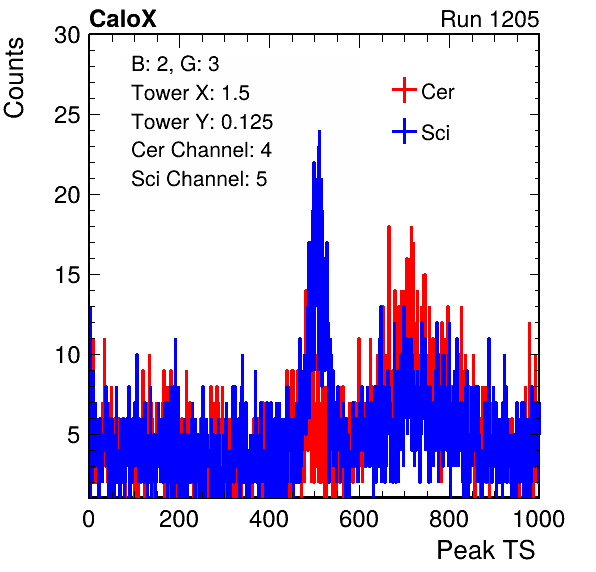 CaloX Run 1205
Counts
30
25
20
15
10
5
B: 2, G: 3
Tower X: 1.5
Tower Y: 0.125
Cer Channel: 4
Sci Channel: 5
Cer
Sci
0 200 400 600 800 1000
Peak TS